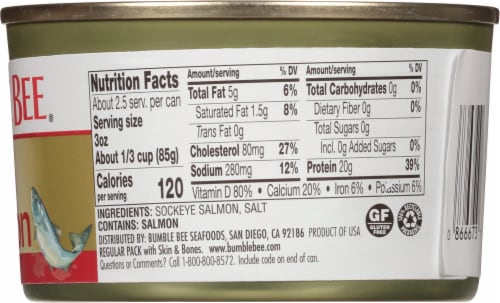 BEE®
n
Nutrition Facts
About 2.5 serv. per can
Serving size
3oz
About 1/3 cup (85g)
Calories
per serving
120
Amount/serving % DV
Total Fat 5g 6%
Saturated Fat 1.5g 8%
Trans Fat 0g
Cholesterol 80mg 27%
Sodium 280mg 12%
Amount/serving % DV
Total Carbohydrates 0g 0%
Dietary Fiber 0g 0%
Total Sugars 0g
Incl. 0g Added Sugars 0%
Protein 20g 39%
Vitamin D 80% • Calcium 20% • Iron 6% • Potassium 6%
INGREDIENTS: SOCKEYE SALMON, SALT
CONTAINS: SALMON
DISTRIBUTED BY: BUMBLE BEE SEAFOODS, SAN DIEGO, CA 92186 PRODUCT OF USA
REGULAR PACK with Skin & Bones. www.bumblebee.com
Questions or Comments? Call 1-800-800-8572. Include code on end of can.
GF
GLUTEN
FREE
0 86667